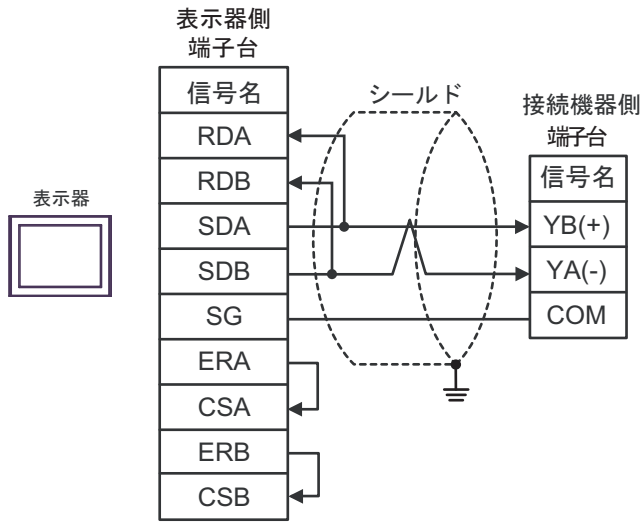 表示器側
端子台
信号名
RDA
RDB
SDA
SDB
SG
ERA
CSA
ERB
CSB
表示器
シールド
接続機器側
端子台
信号名
YB(+)
YA(-)
COM